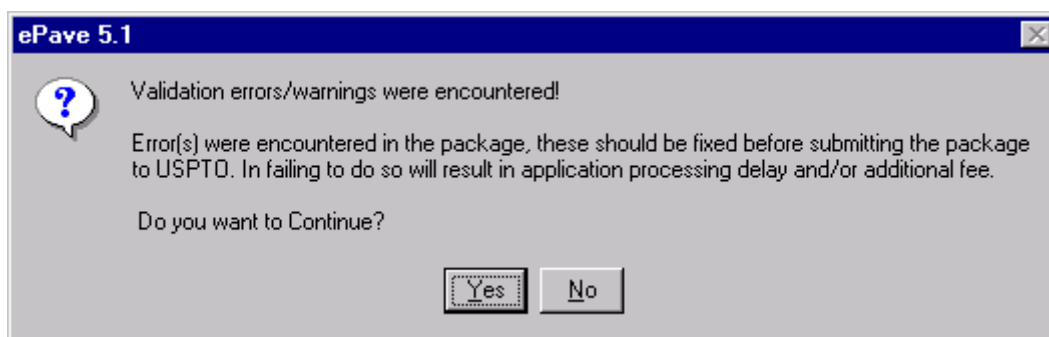 ePave 5.1
Validation errors/warnings were encountered!
Error(s) were encountered in the package, these should be fixed before submitting the package
to USPTO. In failing to do so will result in application processing delay and/or additional fee.
Do you want to Continue?
Yes No